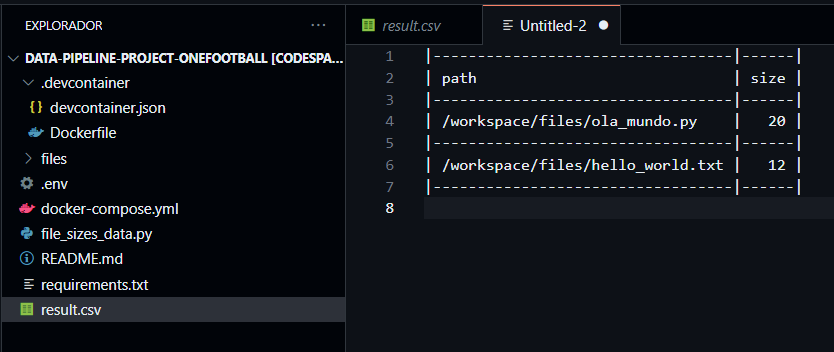 EXPLORADOR
DATA-PIPELINE-PROJECT-ONEFOOTBALL [CODESPA...
.devcontainer
devcontainer.json
Dockerfile
files
.env
docker-compose.yml
file_sizes_data.py
README.md
requirements.txt
result.csv
result.csv
Untitled-2
1 |----------------------------------|------|
2 | path                             | size |
3 |----------------------------------|------|
4 | /workspace/files/ola_mundo.py    |   20 |
5 |----------------------------------|------|
6 | /workspace/files/hello_world.txt |   12 |
7 |----------------------------------|------|
8